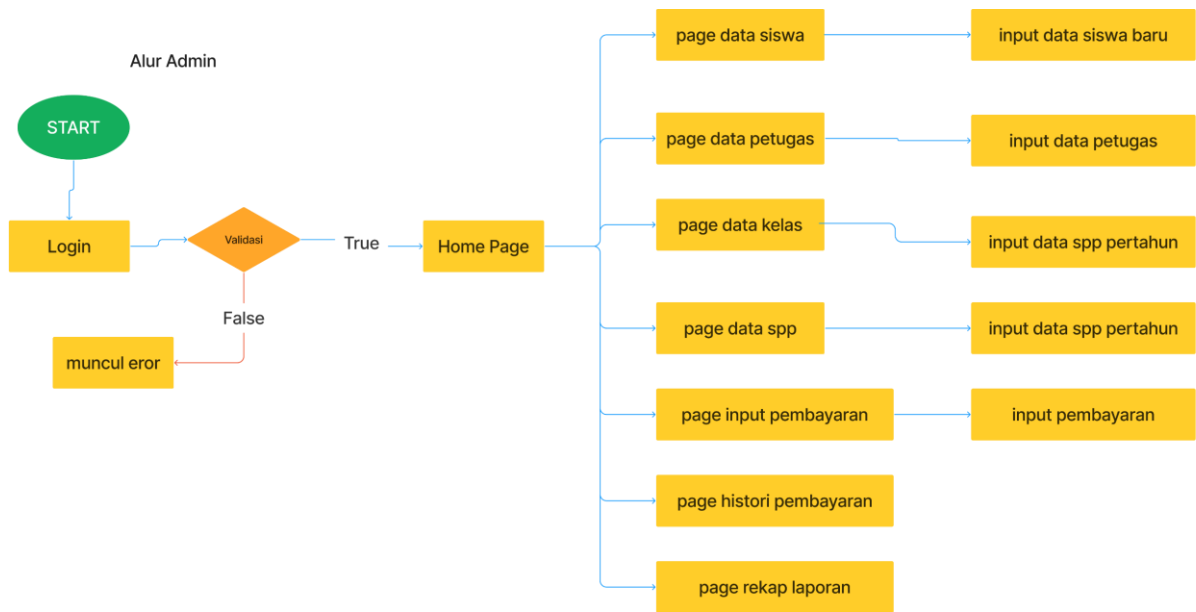 Alur Admin
START
Login
Validasi
True
False
muncul eror
Home Page
page data siswa
input data siswa baru
page data petugas
input data petugas
page data kelas
input data spp pertahun
page data spp
input data spp pertahun
page input pembayaran
input pembayaran
page histori pembayaran
page rekap laporan